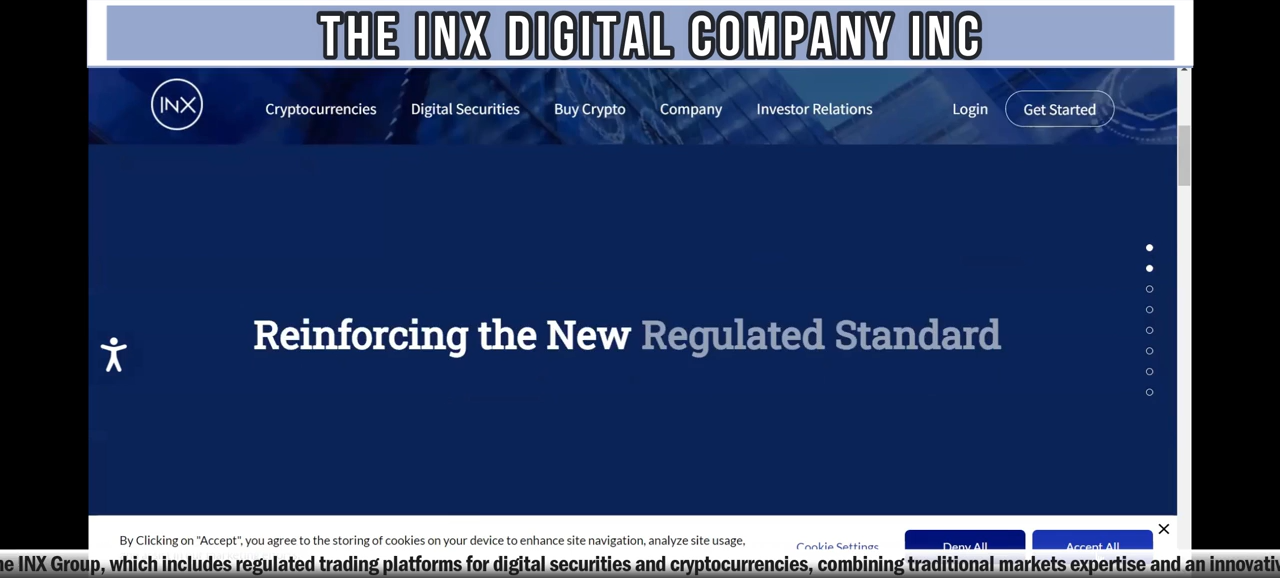 THE INX DIGITAL COMPANY INC
INX
Cryptocurrencies
Digital Securities
Buy Crypto
Company
Investor Relations
Login
Get Started
Reinforcing the New Regulated Standard
By Clicking on "Accept", you agree to the storing of cookies on your device to enhance site navigation, analyze site usage,
Cookie Settings
Deny All
Accept All
INX Group, which includes regulated trading platforms for digital securities and cryptocurrencies, combining traditional markets expertise and an